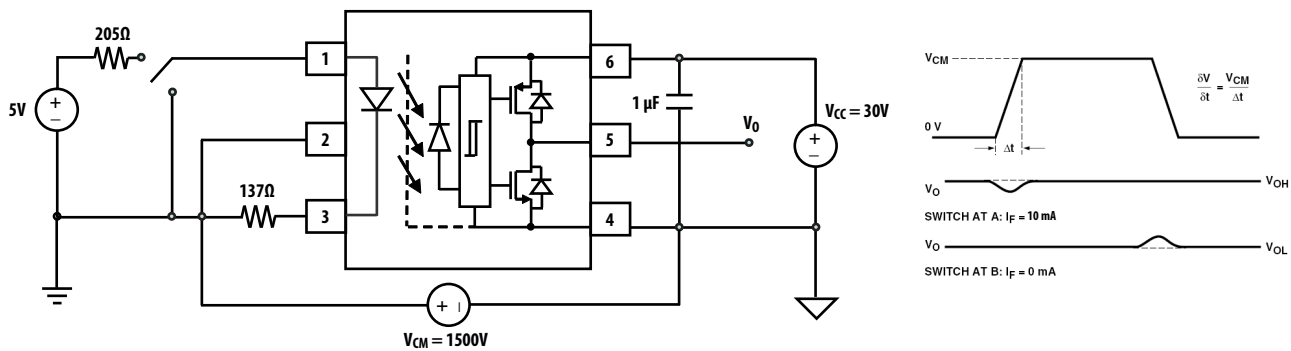 205Ω
5V
+
−
1
2
3
137Ω
6
5
4
1 µF
V_O
V_CC = 30V
+
−
+ −
V_CM = 1500V
V_CM
0 V
Δt
δV/δt = V_CM/Δt
V_O
V_OH
SWITCH AT A: I_F = 10 mA
V_O
V_OL
SWITCH AT B: I_F = 0 mA